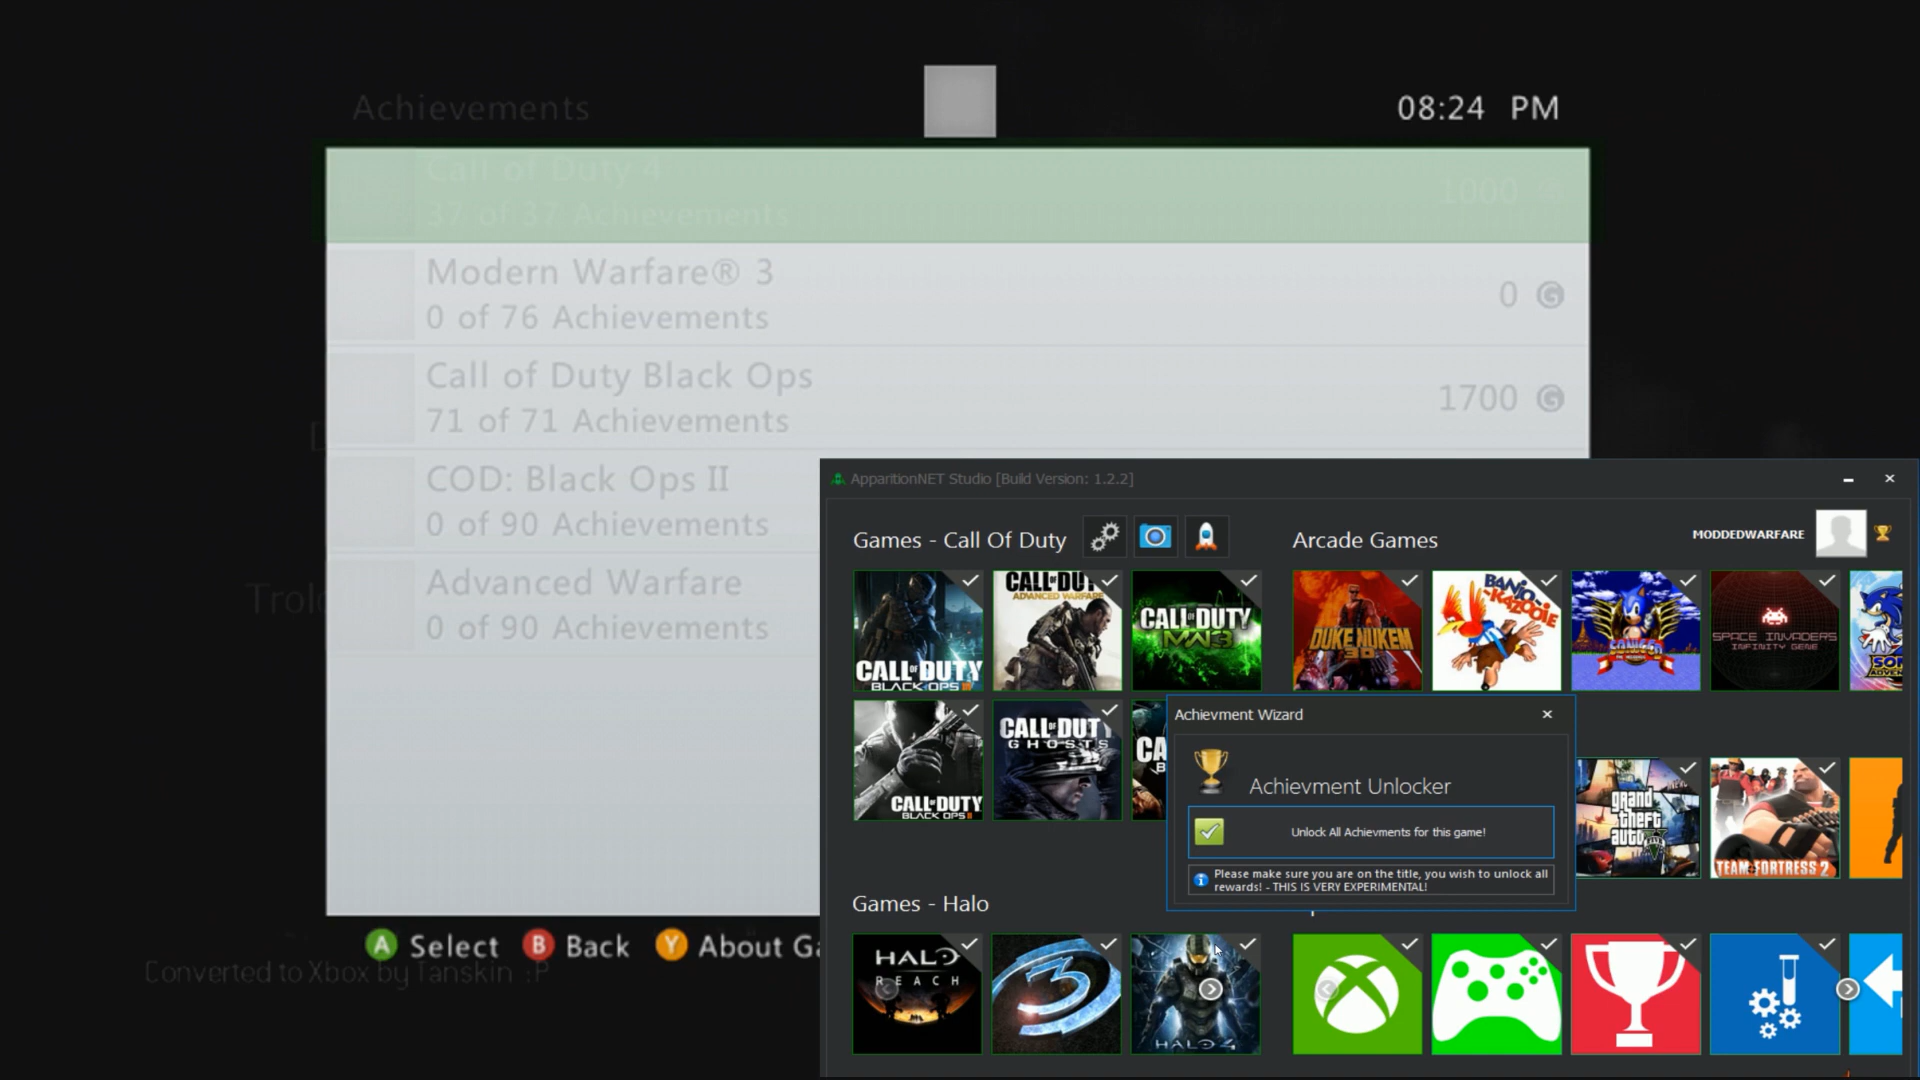 Achievements
08:24 PM
Call of Duty 4
1000
37 of 37 Achievements
Modern Warfare® 3
0 G
0 of 76 Achievements
Call of Duty Black Ops
1700 G
71 of 71 Achievements
COD: Black Ops II
0 of 90 Achievements
Advanced Warfare
0 of 90 Achievements
A Select B Back Y About Ga
Converted to Xbox by Tanskin :P
ApparitionNET Studio [Build Version: 1.2.2]
Games - Call Of Duty
Arcade Games
MODDEDWARFARE
CALL OF DUTY
BLACK OPS III
CALL OF DUTY
ADVANCED WARFARE
CALL OF DUTY
MW3
DUKE NUKEM
3D
BANJO-
KAZOOIE
SPACE INVADERS
INFINITY GENE
CALL OF DUTY
BLACK OPS II
CALL OF DUTY
GHOSTS
Achievment Wizard
Achievment Unlocker
Unlock All Achievments for this game!
Please make sure you are on the title, you wish to unlock all
rewards! - THIS IS VERY EXPERIMENTAL!
grand
theft
auto V
TEAM FORTRESS 2
Games - Halo
HALO
REACH
3
HALO 4